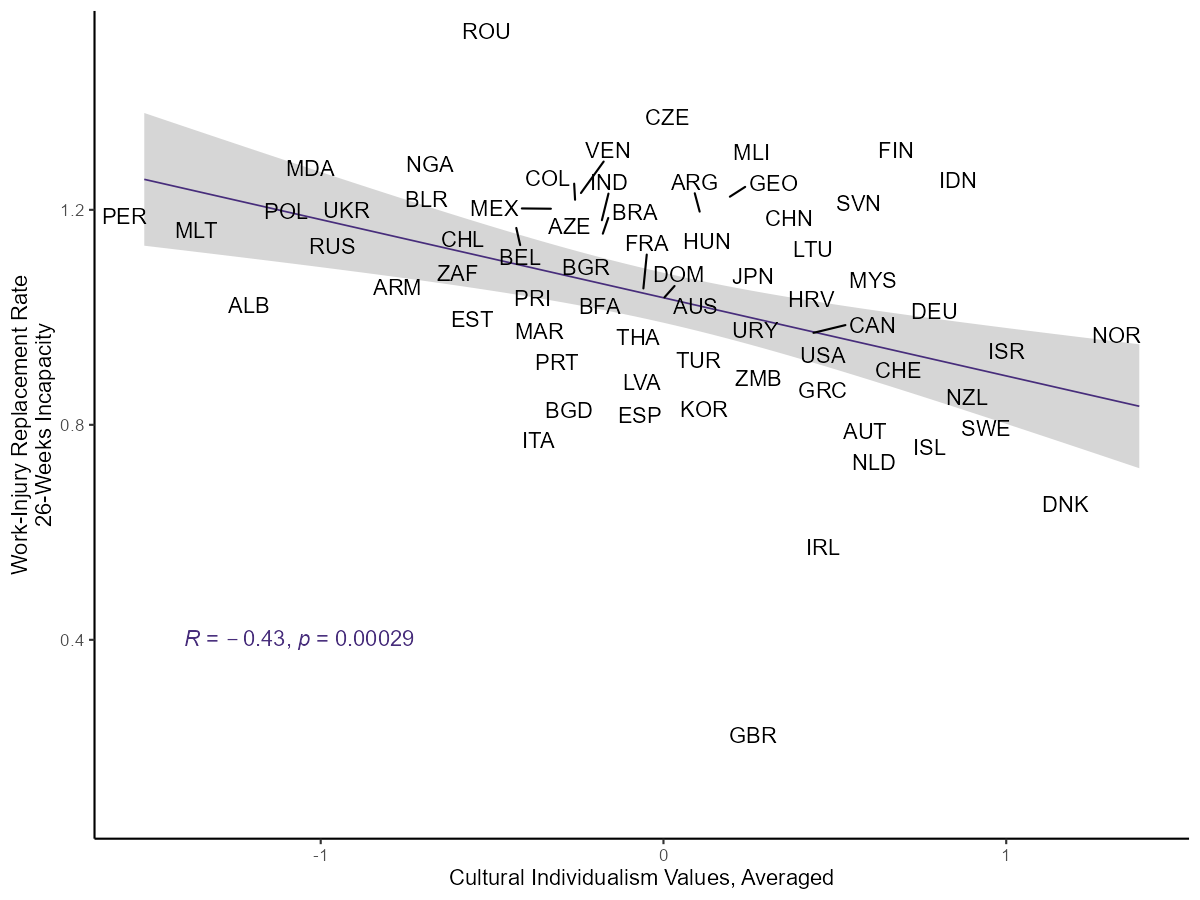 ROU
CZE
VEN
MLI
FIN
MDA
NGA
COL
IND
ARG
GEO
IDN
BLR
SVN
1.2
PER
POL
UKR
MEX
BRA
CHN
MLT
AZE
RUS
CHL
FRA
HUN
LTU
BEL
ZAF
BGR
DOM
JPN
MYS
ARM
ALB
PRI
BFA
AUS
HRV
DEU
EST
MAR
THA
URY
CAN
NOR
PRT
TUR
USA
ISR
LVA
ZMB
GRC
CHE
BGD
ESP
KOR
NZL
0.8
ITA
AUT
SWE
NLD
ISL
DNK
IRL
0.4
R = − 0.43, p = 0.00029
GBR
-1
0
1
Cultural Individualism Values, Averaged
Work-Injury Replacement Rate
26-Weeks Incapacity